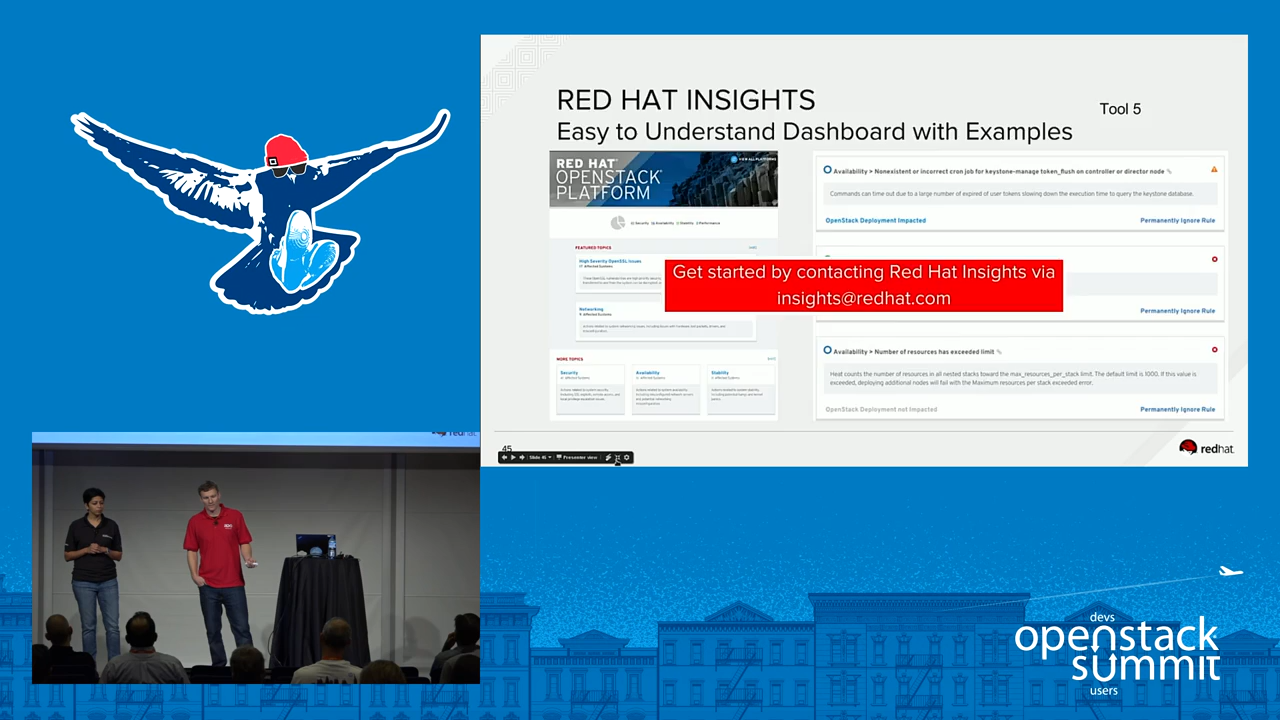 RED HAT INSIGHTS
Easy to Understand Dashboard with Examples
Tool 5
RED HAT
OPENSTACK
PLATFORM
VIEW ALL PLATFORMS
FEATURED TOPICS
High Severity OpenSSL Issues
Affected Systems
Networking
Affected Systems
MORE TOPICS
Security
Affected Systems
Availability
Affected Systems
Stability
Affected Systems
Availability > Nonexistent or incorrect cron job for keystone-manage token_flush on controller or director node
Commands can time out due to a large number of expired of user tokens slowing down the execution time to query the keystone database.
OpenStack Deployment Impacted
Permanently Ignore Rule
Get started by contacting Red Hat Insights via
insights@redhat.com
Permanently Ignore Rule
Availability > Number of resources has exceeded limit
Heat counts the number of resources in all nested stacks toward the max_resources_per_stack limit. The default limit is 1000. If this value is
exceeded, deploying additional nodes will fail with the Maximum resources per stack exceeded error.
OpenStack Deployment not Impacted
Permanently Ignore Rule
45
Presenter view
redhat.
redhat.
devs
openstack
summit
users